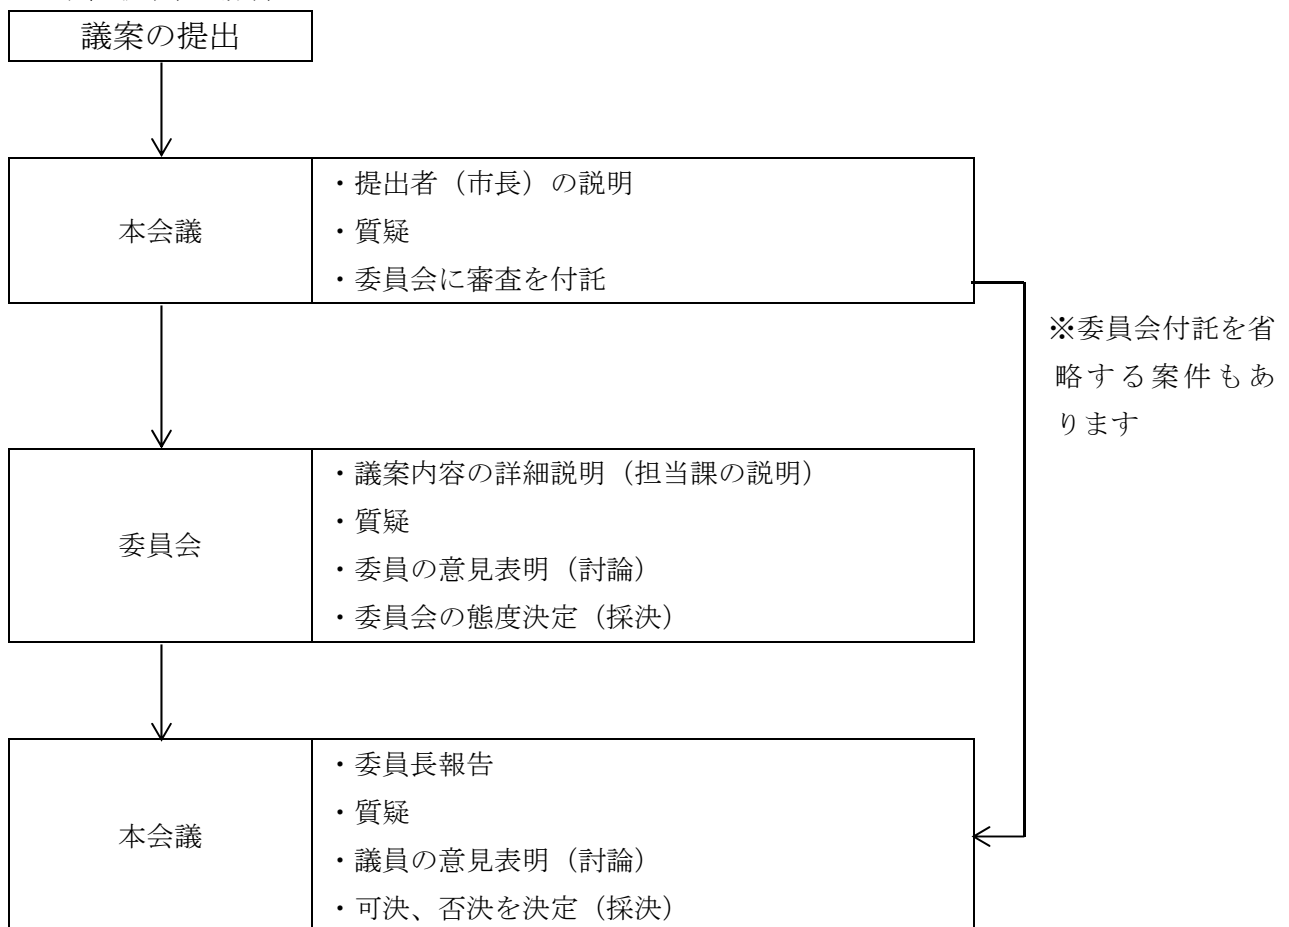 議案の提出
本会議
・提出者（市長）の説明
・質疑
・委員会に審査を付託
※委員会付託を省
略する案件もあ
ります
委員会
・議案内容の詳細説明（担当課の説明）
・質疑
・委員の意見表明（討論）
・委員会の態度決定（採決）
本会議
・委員長報告
・質疑
・議員の意見表明（討論）
・可決、否決を決定（採決）